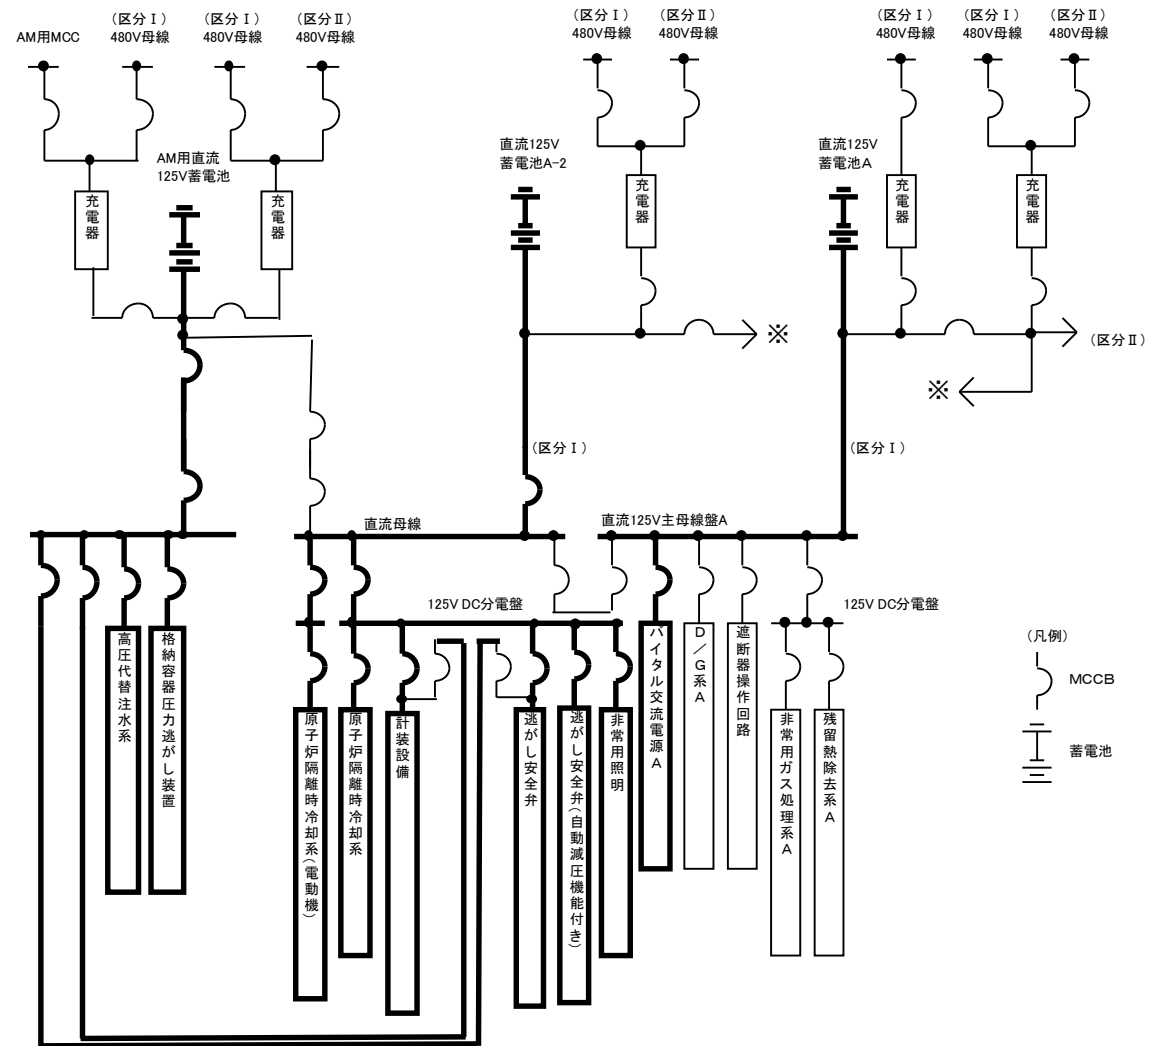 (区分Ⅰ)
(区分Ⅰ)
(区分Ⅱ)
(区分Ⅰ)
(区分Ⅱ)
(区分Ⅰ)
(区分Ⅰ)
(区分Ⅱ)
AM用MCC
480V母線
480V母線
480V母線
480V母線
480V母線
480V母線
480V母線
480V母線
AM用直流
125V蓄電池
直流125V
蓄電池A-2
直流125V
蓄電池A
充電器
充電器
充電器
充電器
充電器
※
(区分Ⅱ)
※
(区分Ⅰ)
(区分Ⅰ)
直流母線
直流125V主母線盤A
125V DC分電盤
125V DC分電盤
高圧代替注水系
格納容器圧力逃がし装置
原子炉隔離時冷却系(電動機)
原子炉隔離時冷却系
計装設備
逃がし安全弁
逃がし安全弁(自動減圧機能付き)
非常用照明
バイタル交流電源A
D/G系A
遮断器操作回路
非常用ガス処理系A
残留熱除去系A
(凡例)
MCCB
蓄電池